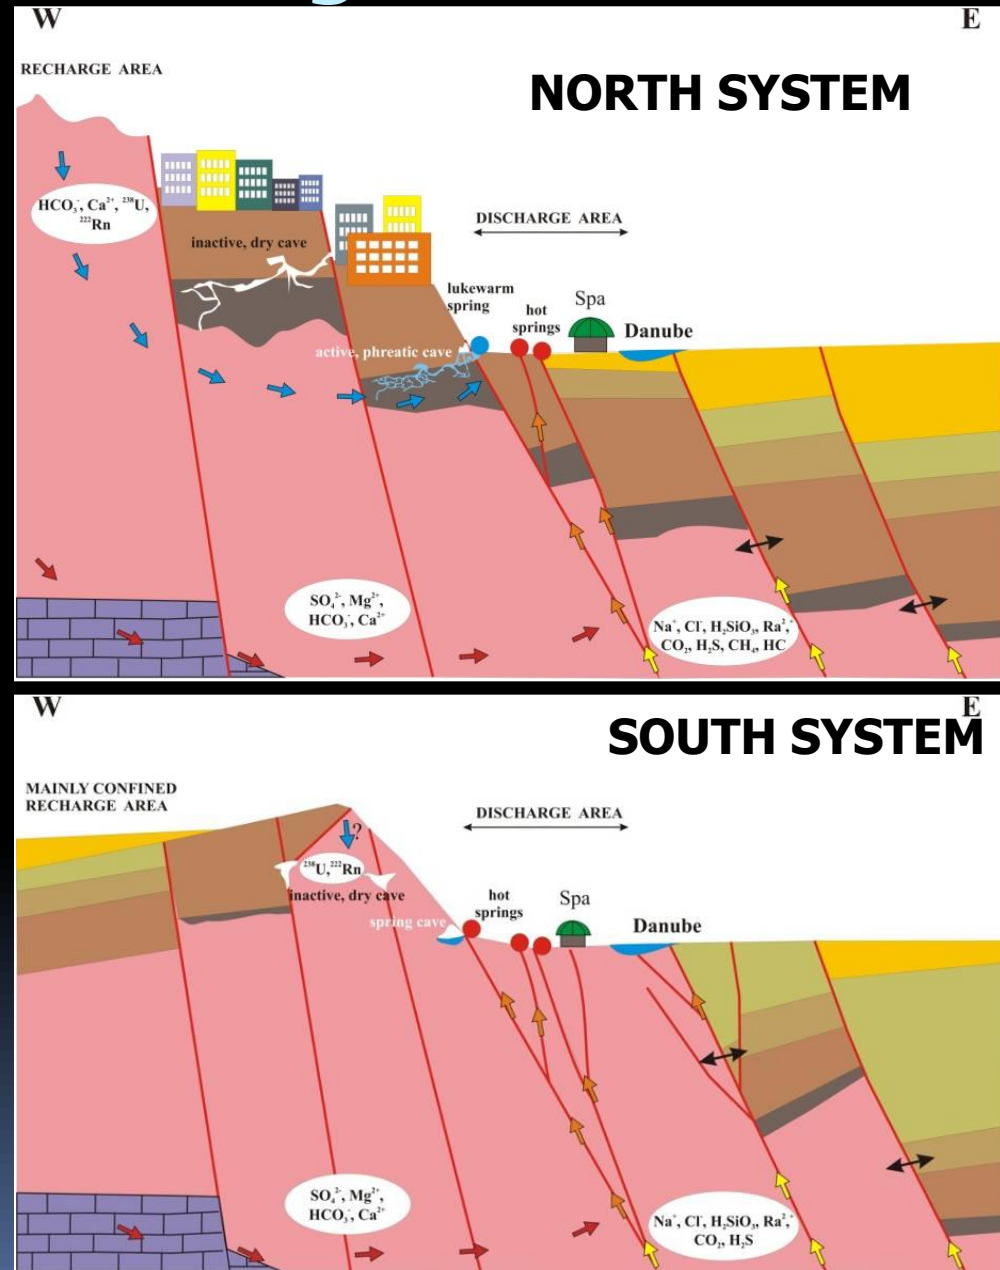 W
E
RECHARGE AREA
NORTH SYSTEM
HCO₃⁻, Ca²⁺, ²³⁸U,
²²²Rn
inactive, dry cave
DISCHARGE AREA
lukewarm
spring
hot
springs
Spa
Danube
active, phreatic cave
SO₄²⁻, Mg²⁺,
HCO₃⁻, Ca²⁺
Na⁺, Cl⁻, H₂SiO₃, Ra²,⁺
CO₂, H₂S, CH₄, HC
W
E
SOUTH SYSTEM
MAINLY CONFINED
RECHARGE AREA
DISCHARGE AREA
?
²³⁸U, ²²²Rn
inactive, dry cave
spring cave
hot
springs
Spa
Danube
SO₄²⁻, Mg²⁺,
HCO₃⁻, Ca²⁺
Na⁺, Cl⁻, H₂SiO₃, Ra²,⁺
CO₂, H₂S